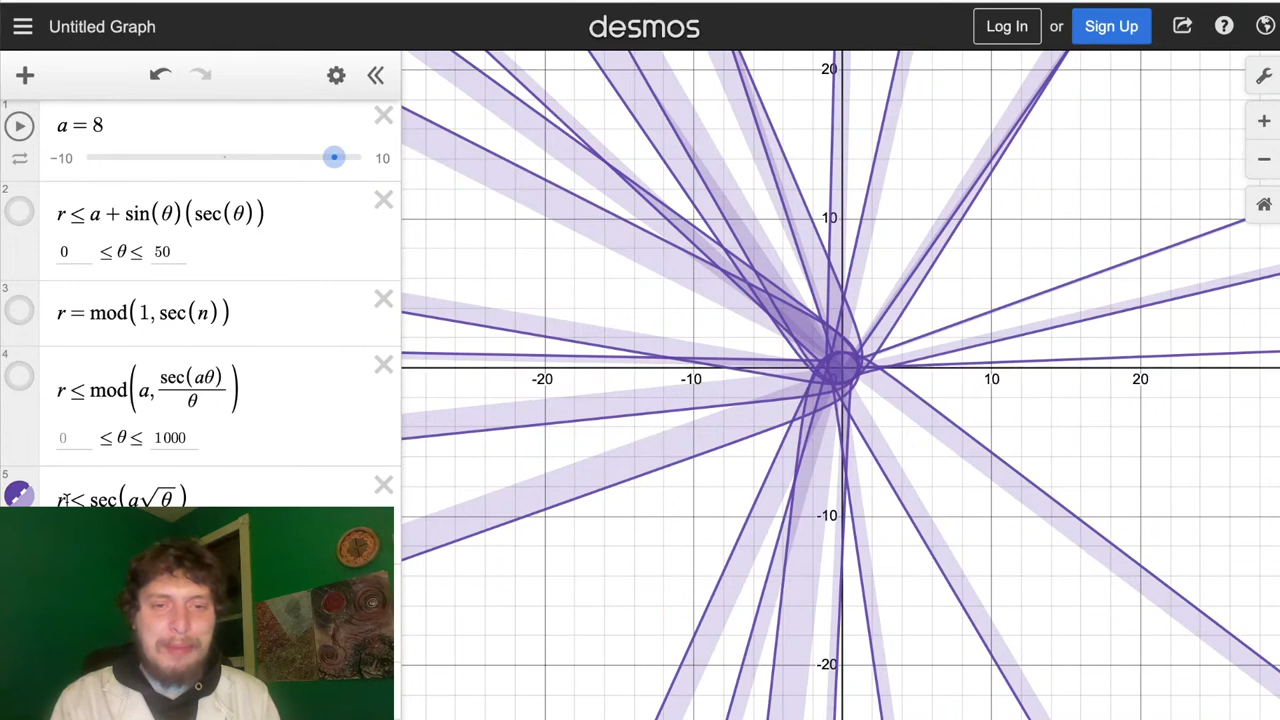 Untitled Graph
desmos
Log In or Sign Up
1
a = 8
−10
10
2
r ≤ a + sin(θ)(sec(θ))
0 ≤ θ ≤ 50
3
r = mod(1, sec(n))
4
r ≤ mod(a, sec(aθ)/θ)
0 ≤ θ ≤ 1000
5
r < sec(a√θ)
20
10
-20 -10 10 20
-10
-20